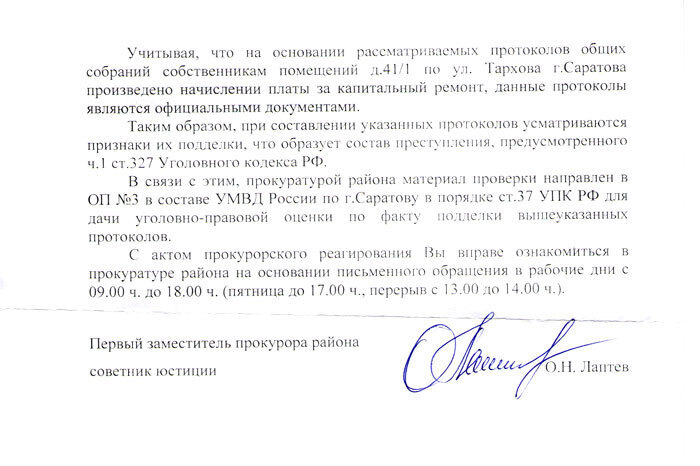 Учитывая, что на основании рассматриваемых протоколов общих
собраний собственникам помещений д.41/1 по ул. Тархова г.Саратова
произведено начислении платы за капитальный ремонт, данные протоколы
являются официальными документами.
Таким образом, при составлении указанных протоколов усматриваются
признаки их подделки, что образует состав преступления, предусмотренного
ч.1 ст.327 Уголовного кодекса РФ.
В связи с этим, прокуратурой района материал проверки направлен в
ОП №3 в составе УМВД России по г.Саратову в порядке ст.37 УПК РФ для
дачи уголовно-правовой оценки по факту подделки вышеуказанных
протоколов.
С актом прокурорского реагирования Вы вправе ознакомиться в
прокуратуре района на основании письменного обращения в рабочие дни с
09.00 ч. до 18.00 ч. (пятница до 17.00 ч., перерыв с 13.00 до 14.00 ч.).
Первый заместитель прокурора района
советник юстиции О.Н. Лаптев